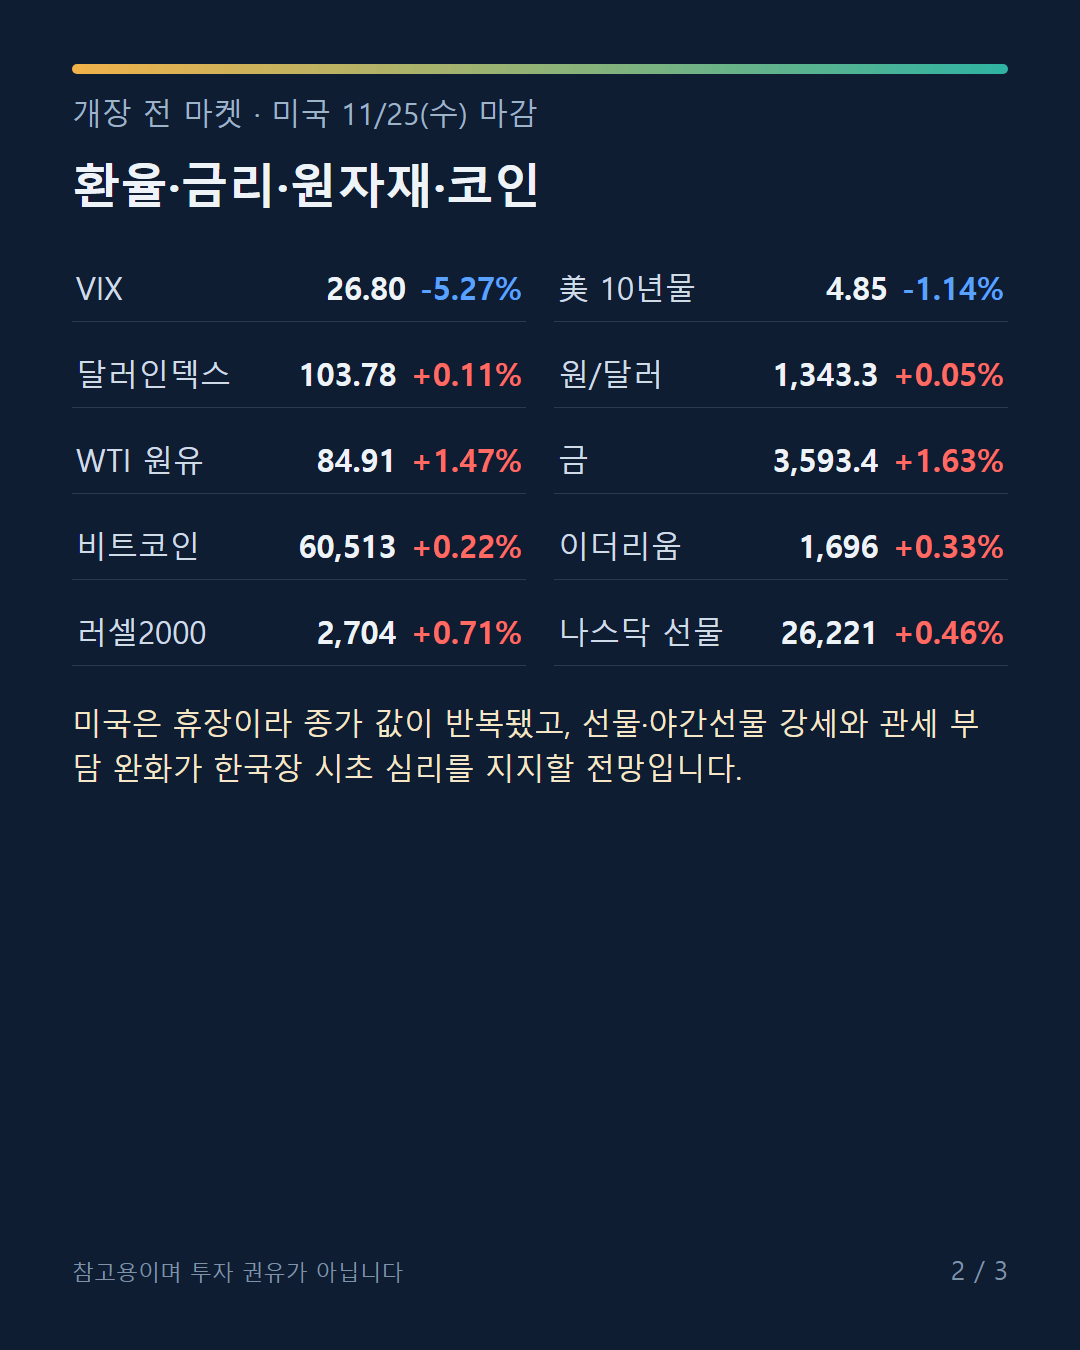 개장 전 마켓 · 미국 11/25(수) 마감
환율·금리·원자재·코인
VIX 26.80 -5.27% 美 10년물 4.85 -1.14%
달러인덱스 103.78 +0.11% 원/달러 1,343.3 +0.05%
WTI 원유 84.91 +1.47% 금 3,593.4 +1.63%
비트코인 60,513 +0.22% 이더리움 1,696 +0.33%
러셀2000 2,704 +0.71% 나스닥 선물 26,221 +0.46%
미국은 휴장이라 종가 값이 반복됐고, 선물·야간선물 강세와 관세 부
담 완화가 한국장 시초 심리를 지지할 전망입니다.
참고용이며 투자 권유가 아닙니다 2 / 3